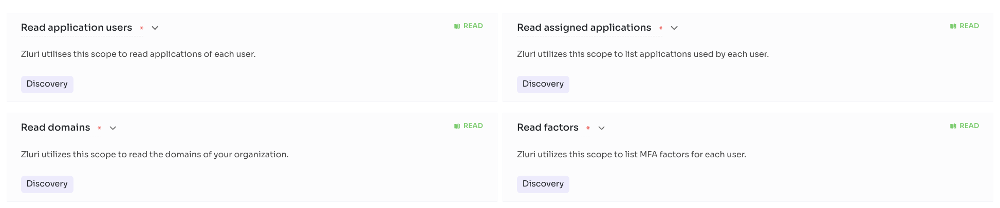 Read application users *
READ
Zluri utilises this scope to read applications of each user.
Discovery
Read assigned applications *
READ
Zluri utilizes this scope to list applications used by each user.
Discovery
Read domains *
READ
Zluri utilizes this scope to read the domains of your organization.
Discovery
Read factors *
READ
Zluri utilizes this scope to list MFA factors for each user.
Discovery